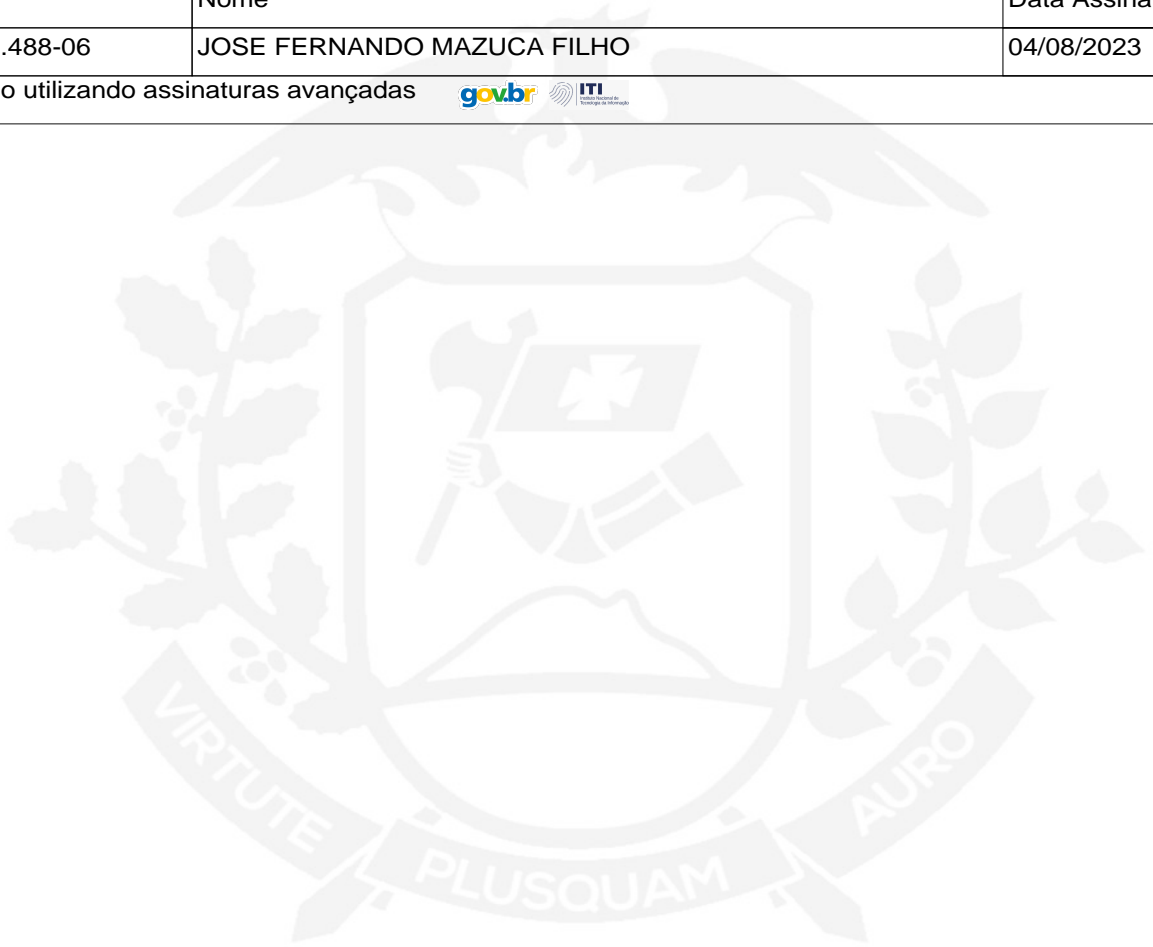 Nome Data Assina
.488-06 JOSE FERNANDO MAZUCA FILHO 04/08/2023
o utilizando assinaturas avançadas gov.br ITI
VIRTUTE PLUSQUAM AURO